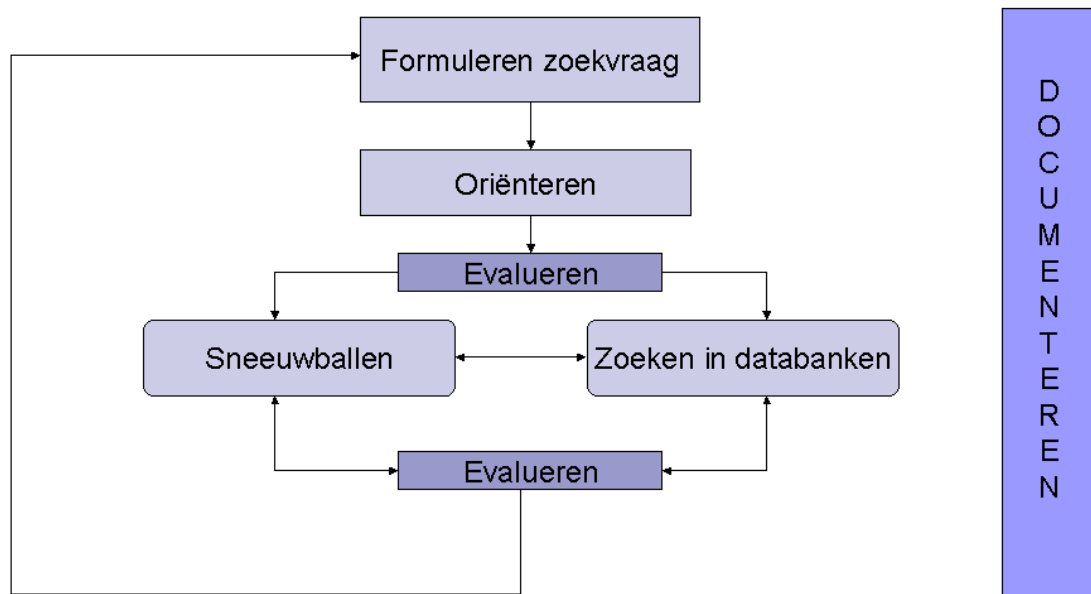 Formuleren zoekvraag
Oriënteren
Evalueren
Sneeuwballen
Zoeken in databanken
Evalueren
D
O
C
U
M
E
N
T
E
R
E
N